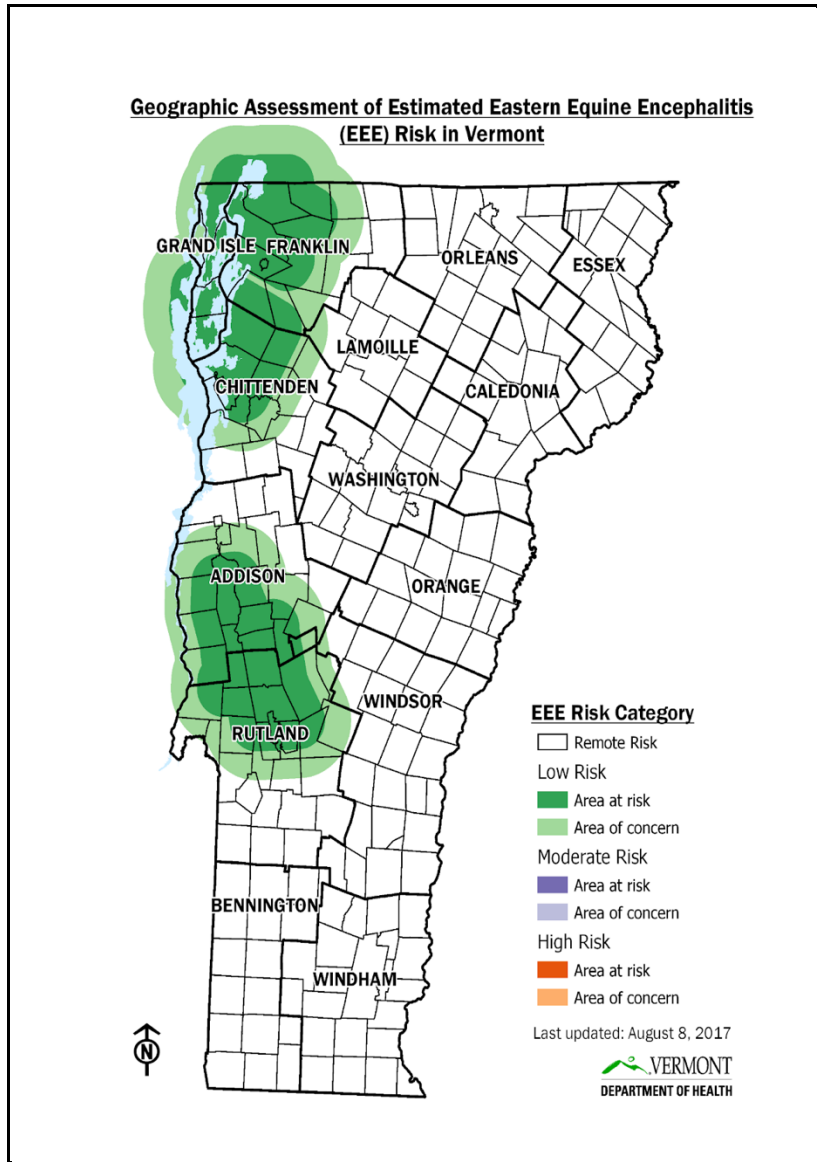 Geographic Assessment of Estimated Eastern Equine Encephalitis
(EEE) Risk in Vermont
GRAND ISLE
FRANKLIN
ORLEANS
ESSEX
LAMOILLE
CHITTENDEN
CALEDONIA
WASHINGTON
ADDISON
ORANGE
WINDSOR
RUTLAND
BENNINGTON
WINDHAM
EEE Risk Category
Remote Risk
Low Risk
Area at risk
Area of concern
Moderate Risk
Area at risk
Area of concern
High Risk
Area at risk
Area of concern
Last updated: August 8, 2017
N
VERMONT
DEPARTMENT OF HEALTH